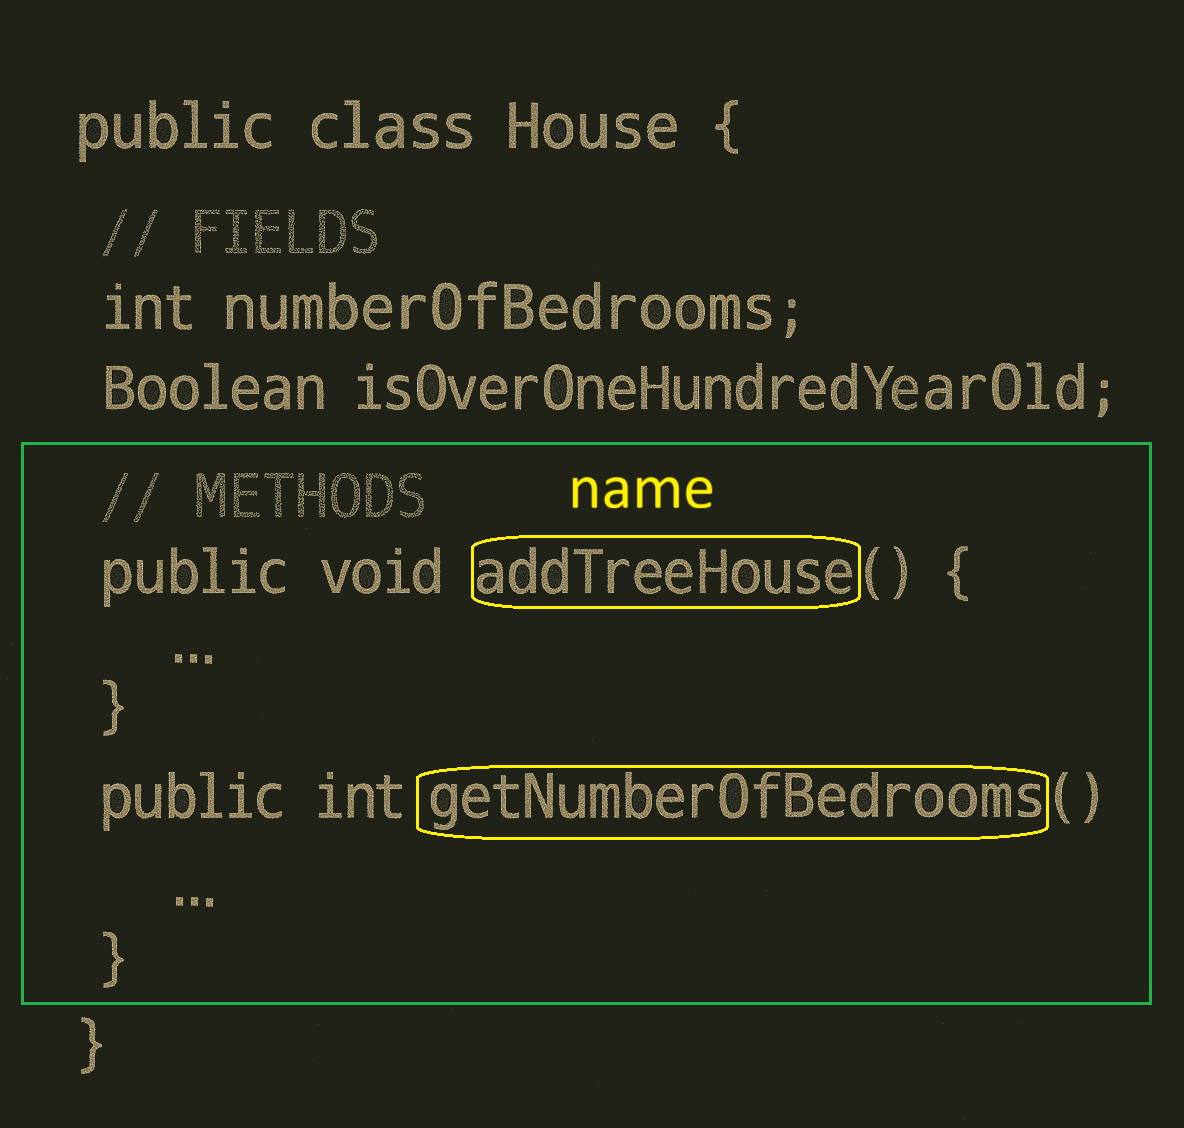 public class House {
// FIELDS
int numberOfBedrooms;
Boolean isOverOneHundredYearOld;
// METHODS
name
public void addTreeHouse() {
...
}
public int getNumberOfBedrooms()
...
}
}